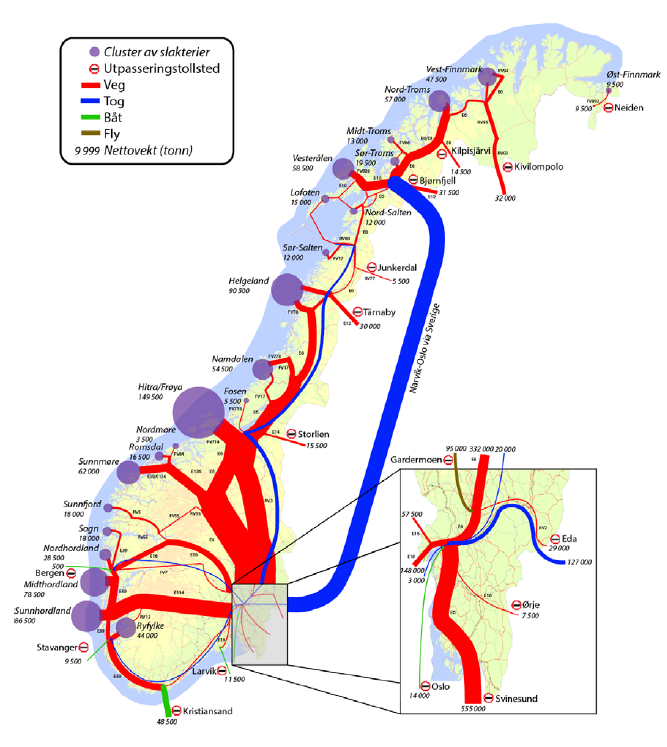 Cluster av slakterier
Utpasseringstollsted
Veg
Tog
Båt
Fly
9 999 Nettovekt (tonn)
Vest-Finnmark
47 500
Øst-Finnmark
9 500
9 500
Neiden
Nord-Troms
57 000
Midt-Troms
13 000
Sør-Troms
19 500
Kilpisjärvi
14 500
Kivilompolo
32 000
Vesterålen
58 500
Bjørnfjell
31 500
Lofoten
15 000
Nord-Salten
12 000
Sør-Salten
12 000
Junkerdal
5 500
Helgeland
90 500
Tärnaby
30 000
Narvik-Oslo via Sverige
Namdalen
54 500
Hitra/Frøya
149 500
Fosen
5 500
Storlien
15 500
Nordmøre
3 500
Romsdal
16 500
Sunnmøre
62 000
Sunnfjord
18 000
Sogn
18 000
Nordhordland
28 500
500
Bergen
Midthordland
78 500
Sunnhordland
86 500
Ryfylke
44 000
Stavanger
9 500
Larvik
11 500
Kristiansand
48 500
95 000
332 000
20 000
Gardermoen
57 500
148 000
3 000
Eda
29 000
127 000
Ørje
7 500
Oslo
14 000
Svinesund
555 000